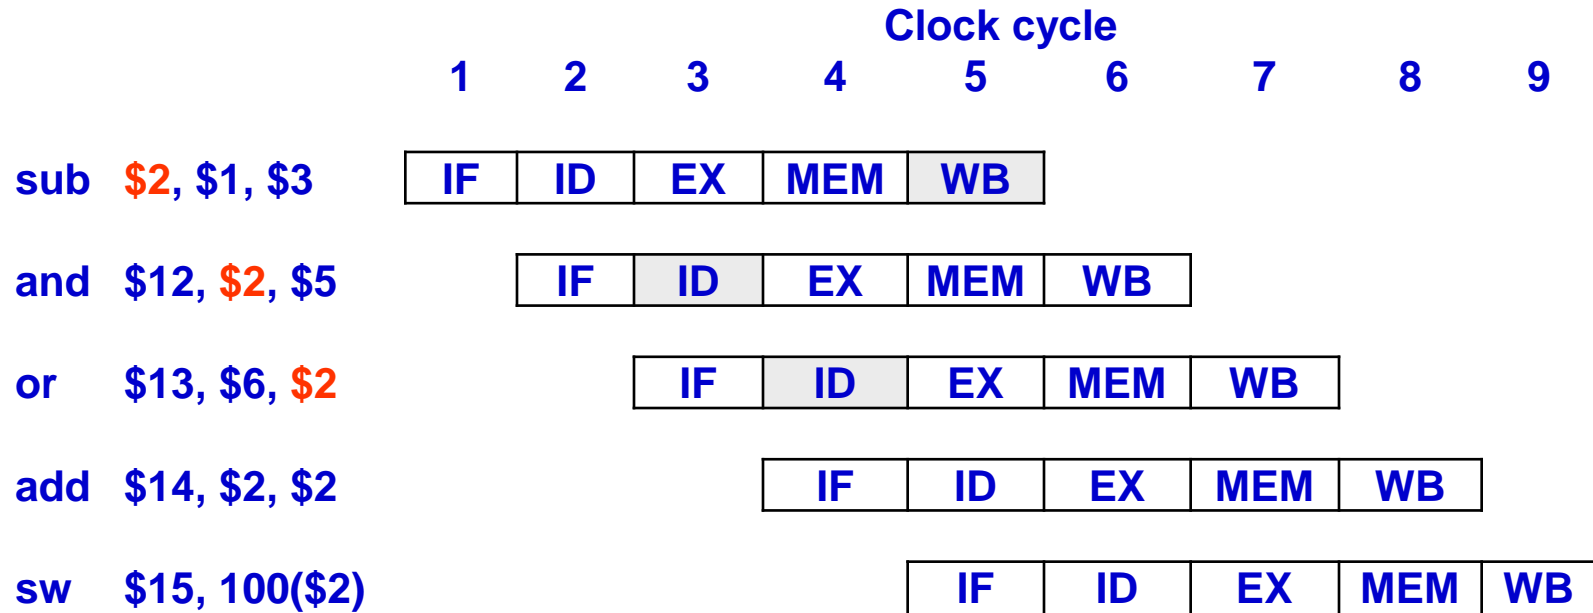 Clock cycle
1 2 3 4 5 6 7 8 9
sub $2, $1, $3 IF ID EX MEM WB
and $12, $2, $5 IF ID EX MEM WB
or $13, $6, $2 IF ID EX MEM WB
add $14, $2, $2 IF ID EX MEM WB
sw $15, 100($2) IF ID EX MEM WB